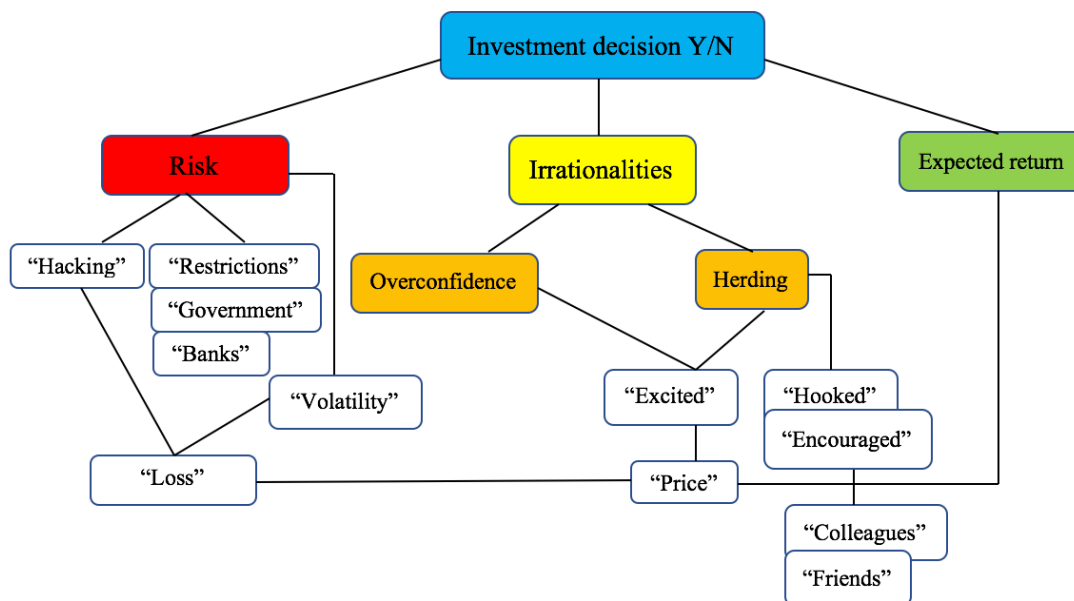 Investment decision Y/N
Risk
Irrationalities
Expected return
“Hacking”
“Restrictions”
“Government”
“Banks”
Overconfidence
Herding
“Volatility”
“Excited”
“Hooked”
“Encouraged”
“Loss”
“Price”
“Colleagues”
“Friends”